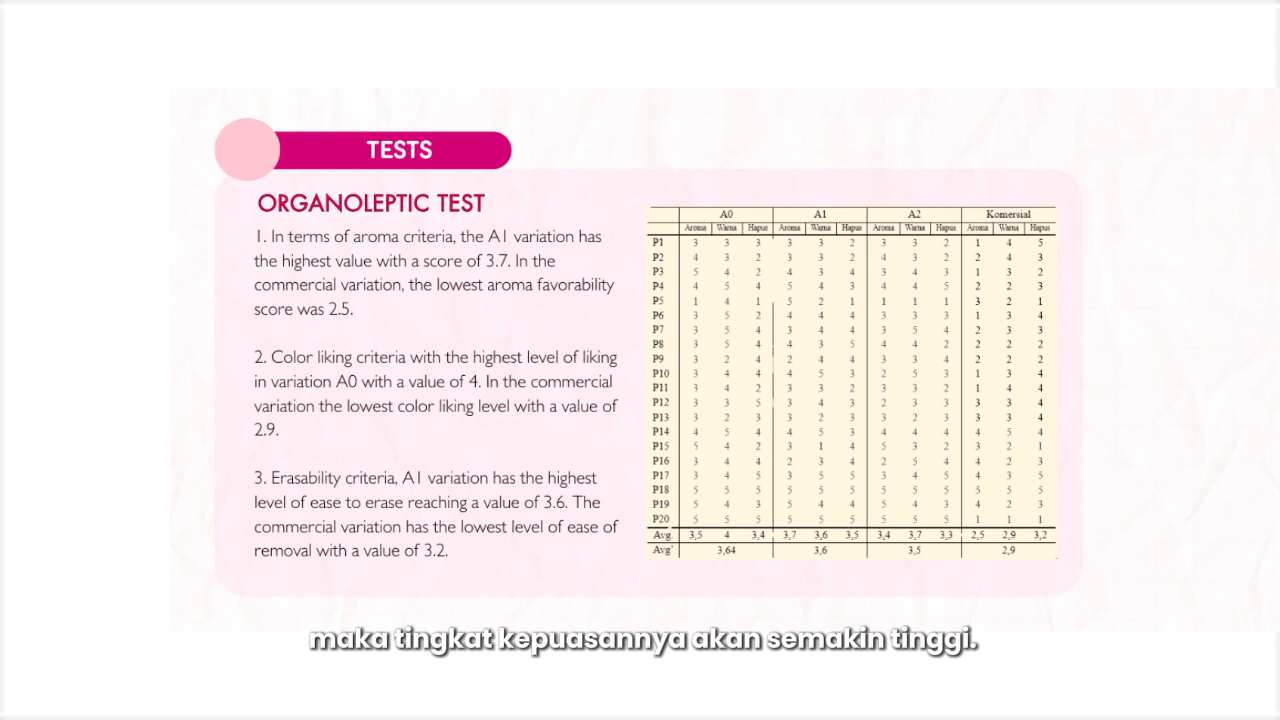 TESTS
ORGANOLEPTIC TEST
1. In terms of aroma criteria, the A1 variation has
the highest value with a score of 3.7. In the
commercial variation, the lowest aroma favorability
score was 2.5.
2. Color liking criteria with the highest level of liking
in variation A0 with a value of 4. In the commercial
variation the lowest color liking level with a value of
2.9.
3. Erasability criteria, A1 variation has the highest
level of ease to erase reaching a value of 3.6. The
commercial variation has the lowest level of ease of
removal with a value of 3.2.
A0 A1 A2 Komersial
Aroma Warna Hapus Aroma Warna Hapus Aroma Warna Hapus Aroma Warna Hapus
P1 3 3 3 3 3 2 3 3 2 1 4 5
P2 4 3 2 3 3 2 4 3 2 2 4 3
P3 5 4 2 4 3 4 3 4 3 1 3 2
P4 4 5 4 5 4 3 4 4 5 2 2 3
P5 1 4 1 5 2 1 1 1 1 3 2 1
P6 3 5 2 4 4 4 3 3 3 1 3 4
P7 3 5 4 3 4 4 3 5 4 2 3 3
P8 3 5 4 4 3 5 4 4 2 2 2 2
P9 3 2 4 2 4 4 3 3 4 2 2 2
P10 3 4 4 4 5 3 2 5 3 1 3 4
P11 3 4 2 3 3 2 3 3 2 1 4 4
P12 3 3 5 3 4 3 2 3 3 3 3 4
P13 3 2 3 3 2 3 3 2 3 3 3 4
P14 4 5 4 4 5 3 4 4 4 4 5 4
P15 5 4 2 3 1 4 5 3 2 3 2 1
P16 3 4 4 2 3 4 2 5 4 4 2 3
P17 3 4 5 3 5 5 3 4 5 4 3 5
P18 5 5 5 5 5 5 5 5 5 5 5 5
P19 5 4 3 5 4 4 5 4 3 4 2 3
P20 5 5 5 5 5 5 5 5 5 1 1 1
Avg. 3,5 4 3,4 3,7 3,6 3,5 3,4 3,7 3,3 2,5 2,9 3,2
Avg' 3,64 3,6 3,5 2,9
maka tingkat kepuasannya akan semakin tinggi.